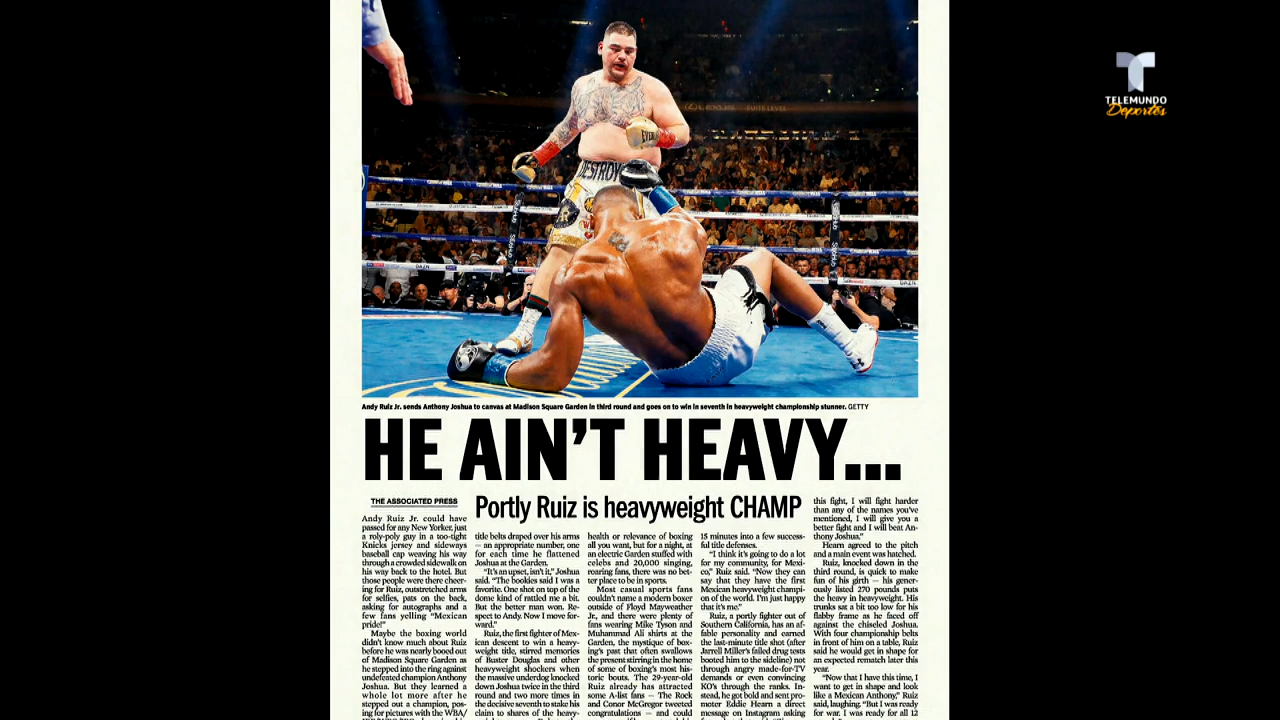 TELEMUNDO
Deportes
EVER
DESTROY
SUITE LEVEL
DAZN
DAZN
StubHub
StubHub
Andy Ruiz Jr. sends Anthony Joshua to canvas at Madison Square Garden in third round and goes on to win in seventh in heavyweight championship stunner. GETTY
HE AIN'T HEAVY...
THE ASSOCIATED PRESS
Portly Ruiz is heavyweight CHAMP
Andy Ruiz Jr. could have
passed for any New Yorker, just
a roly-poly guy in a too-tight
Knicks jersey and sideways
baseball cap weaving his way
through a crowded sidewalk on
his way back to the hotel. But
those people were there cheer-
ing for Ruiz, outstretched arms
for selfies, pats on the back,
asking for autographs and a
few fans yelling "Mexican
pride!"
Maybe the boxing world
didn't know much about Ruiz
before he was nearly booed out
of Madison Square Garden as
he stepped into the ring against
undefeated champion Anthony
Joshua. But they learned a
whole lot more after he
stepped out a champion, pos-
ing for pictures with the WBA/
title belts draped over his arms
— an appropriate number, one
for each time he flattened
Joshua at the Garden.
"It's an upset, isn't it," Joshua
said. "The bookies said I was a
favorite. One shot on top of the
dome kind of rattled me a bit.
But the better man won. Re-
spect to Andy. Now I move for-
ward."
Ruiz, the first fighter of Mex-
ican descent to win a heavy-
weight title, stirred memories
of Buster Douglas and other
heavyweight shockers when
the massive underdog knocked
down Joshua twice in the third
round and two more times in
the decisive seventh to stake his
claim to shares of the heavy-
health or relevance of boxing
all you want, but for a night, at
an electric Garden stuffed with
celebs and 20,000 singing,
roaring fans, there was no bet-
ter place to be in sports.
Most casual sports fans
couldn't name a modern boxer
outside of Floyd Mayweather
Jr., and there were plenty of
fans wearing Mike Tyson and
Muhammad Ali shirts at the
Garden, the mystique of box-
ing's past that often swallows
the present stirring in the home
of some of boxing's most his-
toric bouts. The 29-year-old
Ruiz already has attracted
some A-list fans — The Rock
and Conor McGregor tweeted
congratulations — and could
15 minutes into a few success-
ful title defenses.
"I think it's going to do a lot
for my community, for Mexi-
co," Ruiz said. "Now they can
say that they have the first
Mexican heavyweight champi-
on of the world. I'm just happy
that it's me."
Ruiz, a portly fighter out of
Southern California, has an af-
fable personality and earned
the last-minute title shot (after
Jarrell Miller's failed drug tests
booted him to the sideline) not
through angry made-for-TV
demands or even convincing
KO's through the ranks. In-
stead, he got bold and sent pro-
moter Eddie Hearn a direct
message on Instagram asking
this fight, I will fight harder
than any of the names you've
mentioned, I will give you a
better fight and I will beat An-
thony Joshua."
Hearn agreed to the pitch
and a main event was hatched.
Ruiz, knocked down in the
third round, is quick to make
fun of his girth — his gener-
ously listed 270 pounds puts
the heavy in heavyweight. His
trunks sat a bit too low for his
flabby frame as he faced off
against the chiseled Joshua.
With four championship belts
in front of him on a table, Ruiz
said he would get in shape for
an expected rematch later this
year.
"Now that I have this time, I
want to get in shape and look
like a Mexican Anthony," Ruiz
said, laughing. "But I was ready
for war. I was ready for all 12